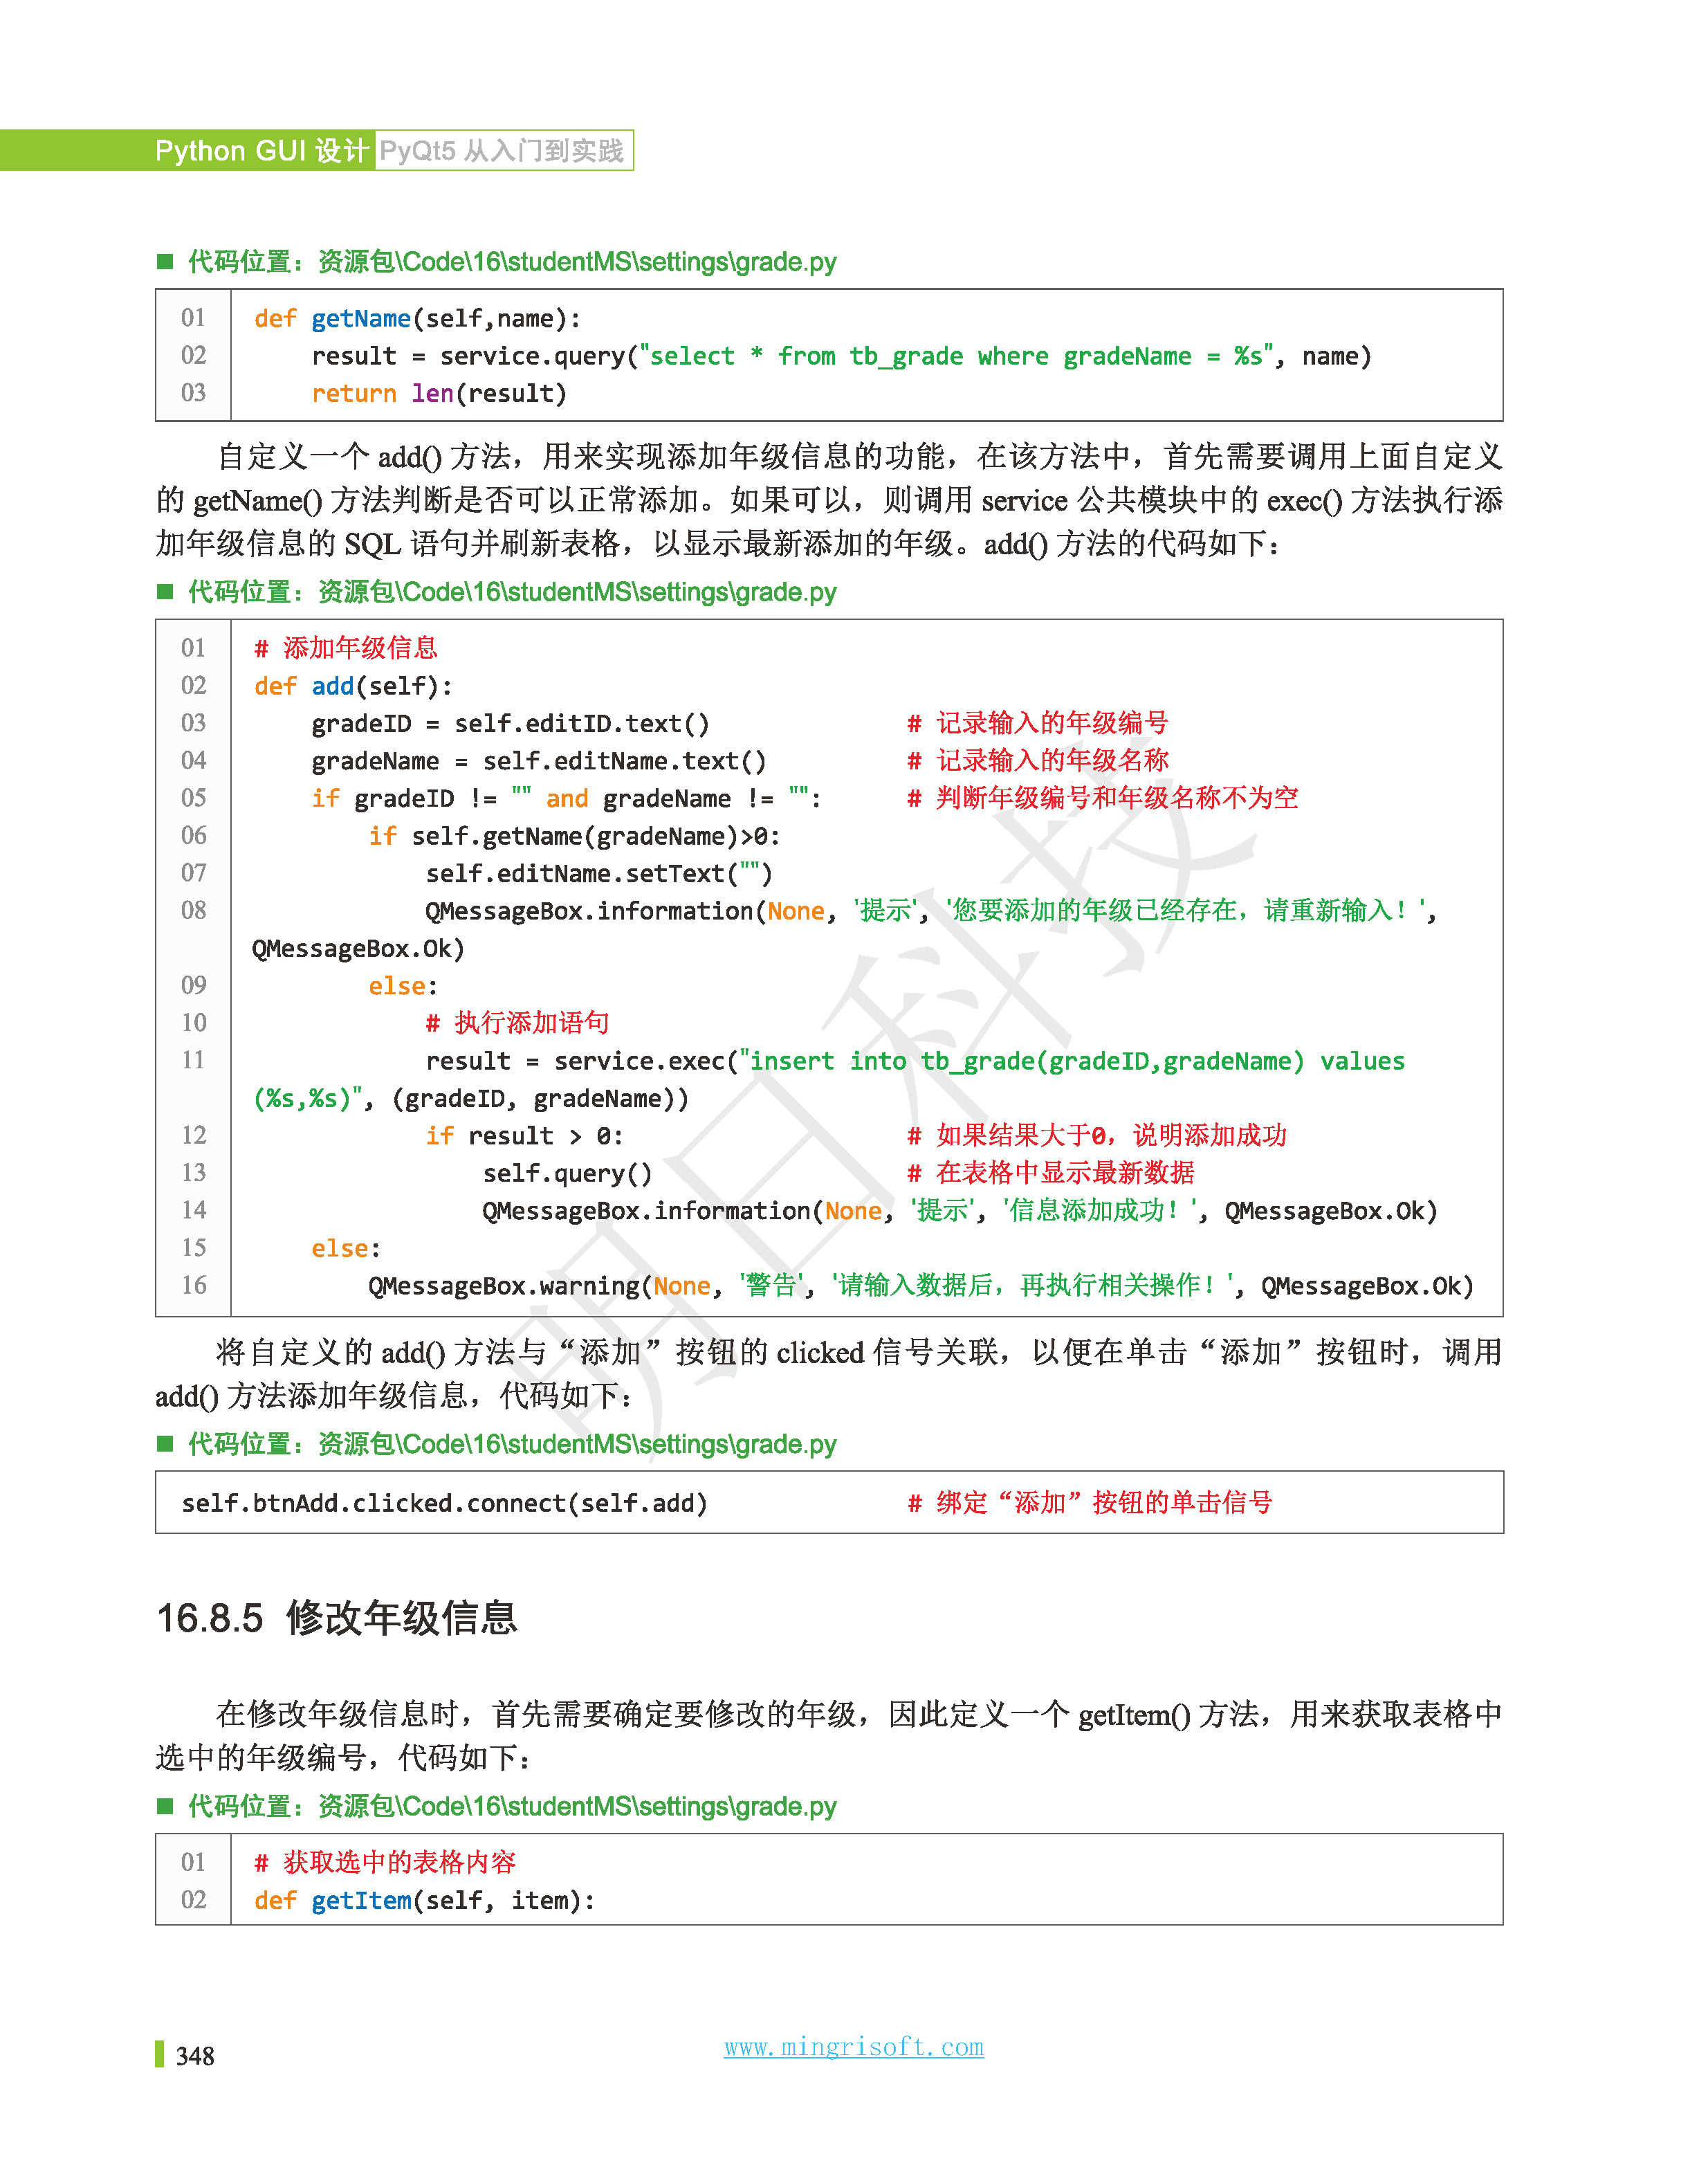 Python GUI 设计 PyQt5 从入门到实践
■ 代码位置：资源包\Code\16\studentMS\settings\grade.py
01 def getName(self,name):
02     result = service.query("select * from tb_grade where gradeName = %s", name)
03     return len(result)
自定义一个 add() 方法，用来实现添加年级信息的功能，在该方法中，首先需要调用上面自定义
的 getName() 方法判断是否可以正常添加。如果可以，则调用 service 公共模块中的 exec() 方法执行添
加年级信息的 SQL 语句并刷新表格，以显示最新添加的年级。add() 方法的代码如下：
■ 代码位置：资源包\Code\16\studentMS\settings\grade.py
01 # 添加年级信息
02 def add(self):
03     gradeID = self.editID.text()              # 记录输入的年级编号
04     gradeName = self.editName.text()          # 记录输入的年级名称
05     if gradeID != "" and gradeName != "":      # 判断年级编号和年级名称不为空
06         if self.getName(gradeName)>0:
07             self.editName.setText("")
08             QMessageBox.information(None, '提示', '您要添加的年级已经存在，请重新输入！',
QMessageBox.Ok)
09         else:
10             # 执行添加语句
11             result = service.exec("insert into tb_grade(gradeID,gradeName) values
(%s,%s)", (gradeID, gradeName))
12             if result > 0:                    # 如果结果大于0，说明添加成功
13                 self.query()                  # 在表格中显示最新数据
14                 QMessageBox.information(None, '提示', '信息添加成功！', QMessageBox.Ok)
15     else:
16         QMessageBox.warning(None, '警告', '请输入数据后，再执行相关操作！', QMessageBox.Ok)
将自定义的 add() 方法与“添加”按钮的 clicked 信号关联，以便在单击“添加”按钮时，调用
add() 方法添加年级信息，代码如下：
■ 代码位置：资源包\Code\16\studentMS\settings\grade.py
self.btnAdd.clicked.connect(self.add)          # 绑定“添加”按钮的单击信号
16.8.5 修改年级信息
在修改年级信息时，首先需要确定要修改的年级，因此定义一个 getItem() 方法，用来获取表格中
选中的年级编号，代码如下：
■ 代码位置：资源包\Code\16\studentMS\settings\grade.py
01 # 获取选中的表格内容
02 def getItem(self, item):
348
www.mingrisoft.com
明日科技